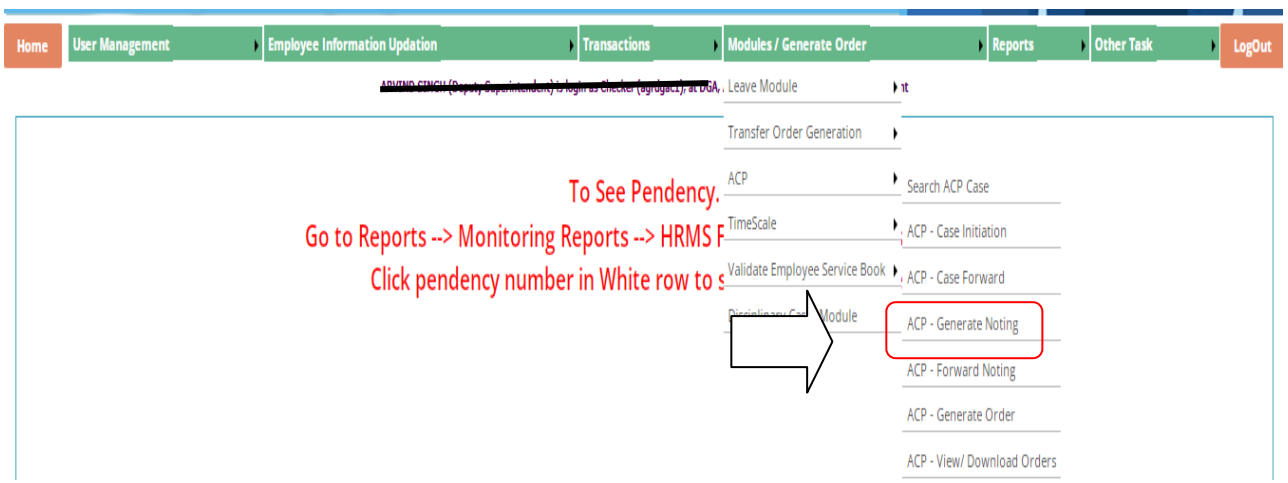 Home User Management Employee Information Updation Transactions Modules / Generate Order Reports Other Task LogOut
at DGA,
Leave Module
Transfer Order Generation
ACP
TimeScale
Validate Employee Service Book
Module
Search ACP Case
ACP - Case Initiation
ACP - Case Forward
ACP - Generate Noting
ACP - Forward Noting
ACP - Generate Order
ACP - View/ Download Orders
To See Pendency.
Go to Reports --> Monitoring Reports --> HRMS
Click pendency number in White row to